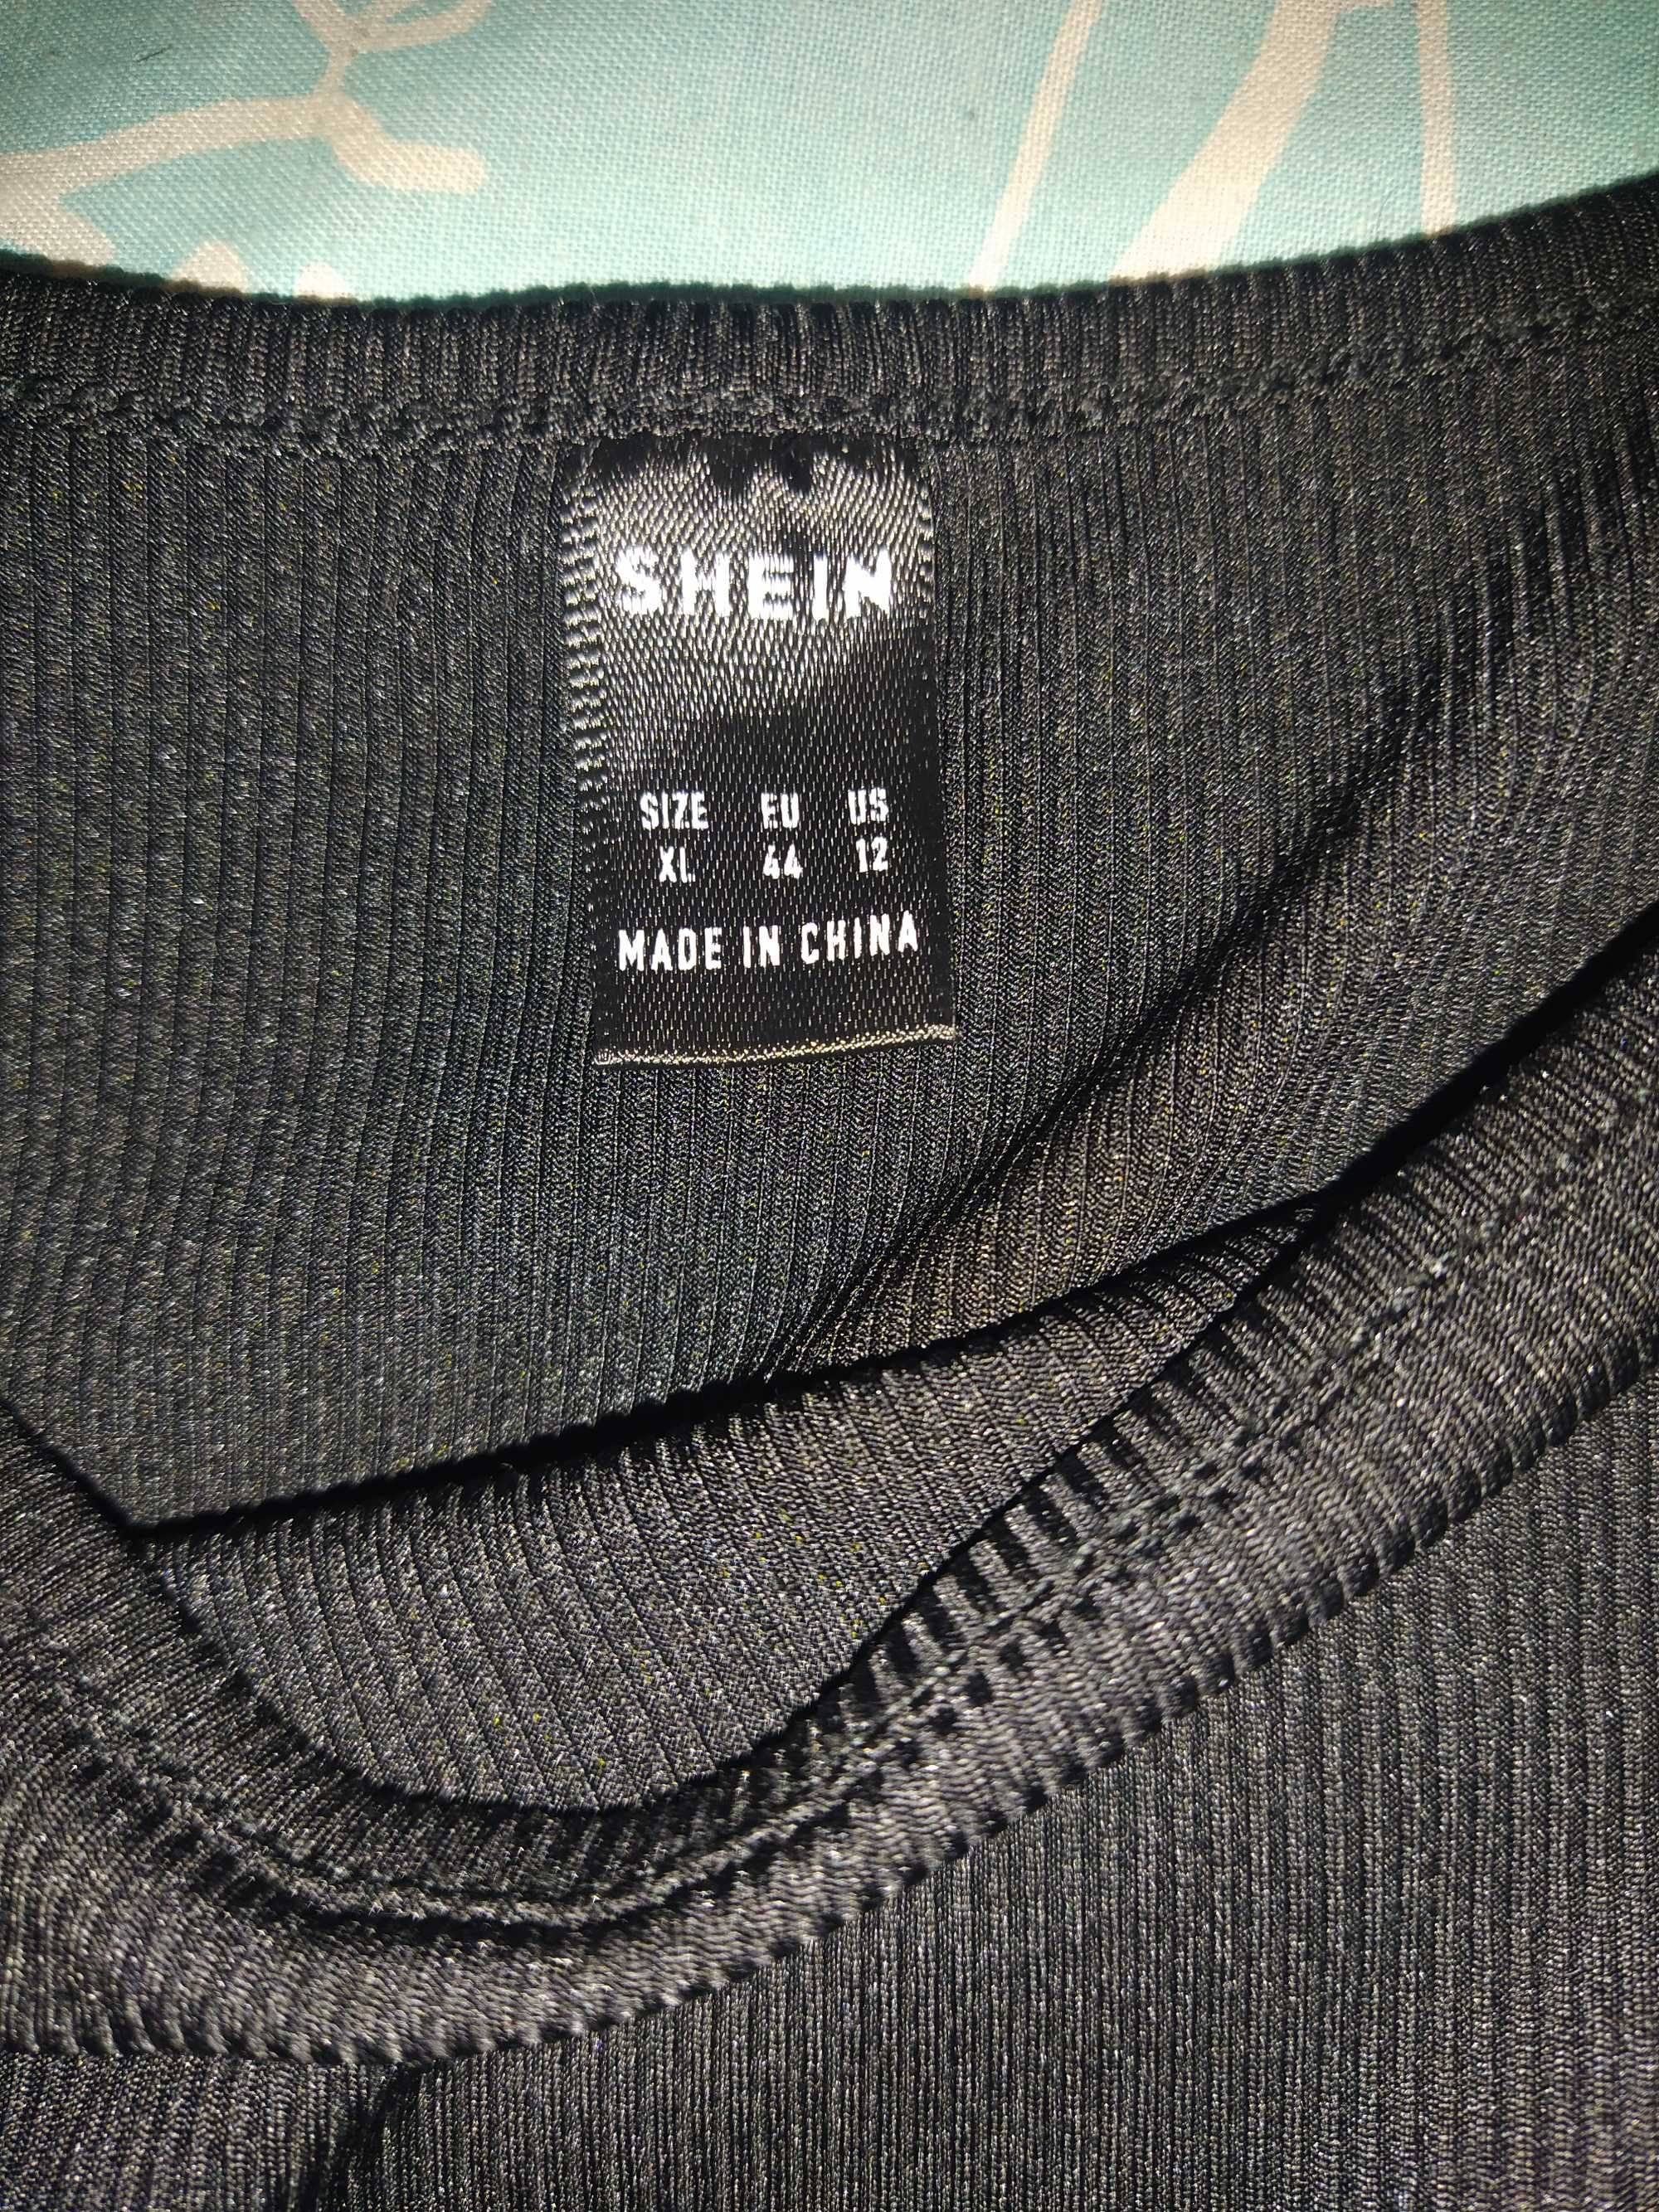 SHEIN
SIZE EU US
XL 44 12
MADE IN CHINA